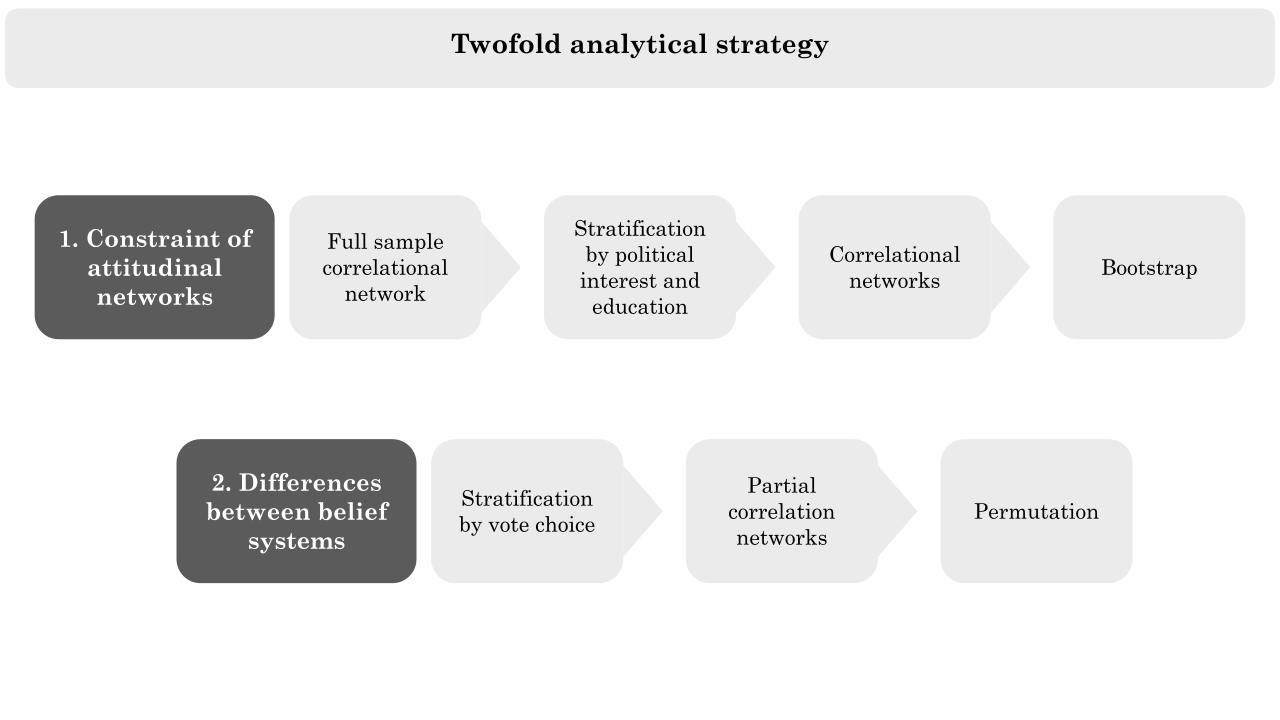 Twofold analytical strategy
1. Constraint of
attitudinal
networks
Full sample
correlational
network
Stratification
by political
interest and
education
Correlational
networks
Bootstrap
2. Differences
between belief
systems
Stratification
by vote choice
Partial
correlation
networks
Permutation